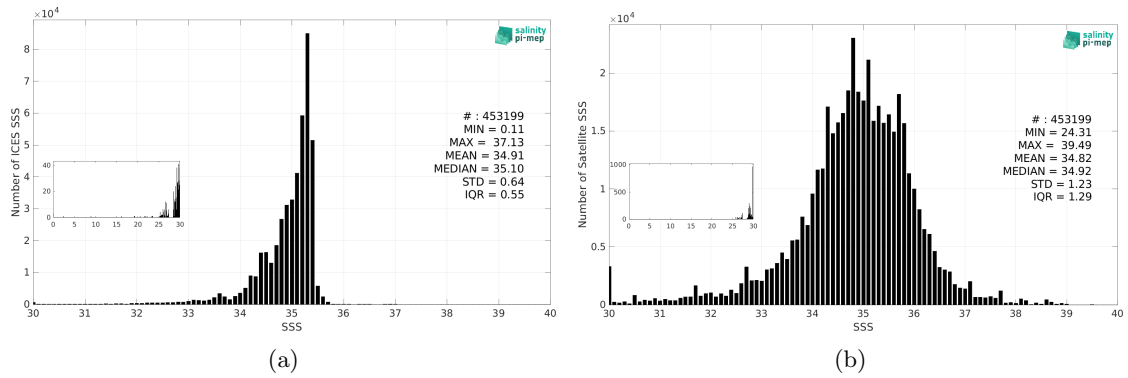 ×10⁴
9
8
7
6
5
4
3
2
1
0
Number of ICES SSS
salinity
pi-mep
# : 453199
MIN = 0.11
MAX = 37.13
MEAN = 34.91
MEDIAN = 35.10
STD = 0.64
IQR = 0.55
40
20
0
0 5 10 15 20 25 30
30 31 32 33 34 35 36 37 38 39 40
SSS
(a)
×10⁴
2
1.5
1
0.5
0
Number of Satellite SSS
salinity
pi-mep
# : 453199
MIN = 24.31
MAX = 39.49
MEAN = 34.82
MEDIAN = 34.92
STD = 1.23
IQR = 1.29
1000
500
0
0 5 10 15 20 25 30
30 31 32 33 34 35 36 37 38 39 40
SSS
(b)